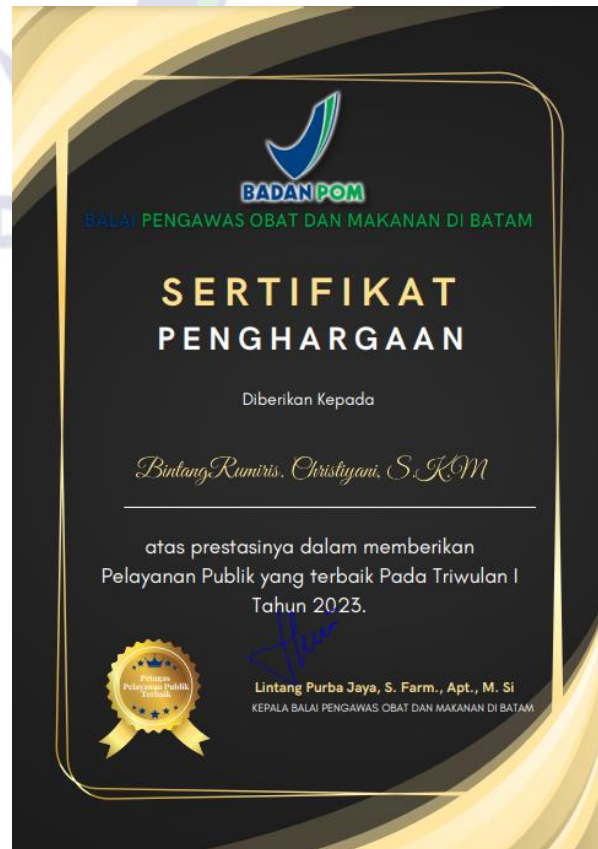 BADAN POM
BALAI PENGAWAS OBAT DAN MAKANAN DI BATAM
SERTIFIKAT
PENGHARGAAN
Diberikan Kepada
Bintang Rumiris. Christiyani, S.K.M
atas prestasinya dalam memberikan
Pelayanan Publik yang terbaik Pada Triwulan I
Tahun 2023.
Petugas
Pelayanan Publik
Terbaik
Lintang Purba Jaya, S. Farm., Apt., M. Si
KEPALA BALAI PENGAWAS OBAT DAN MAKANAN DI BATAM